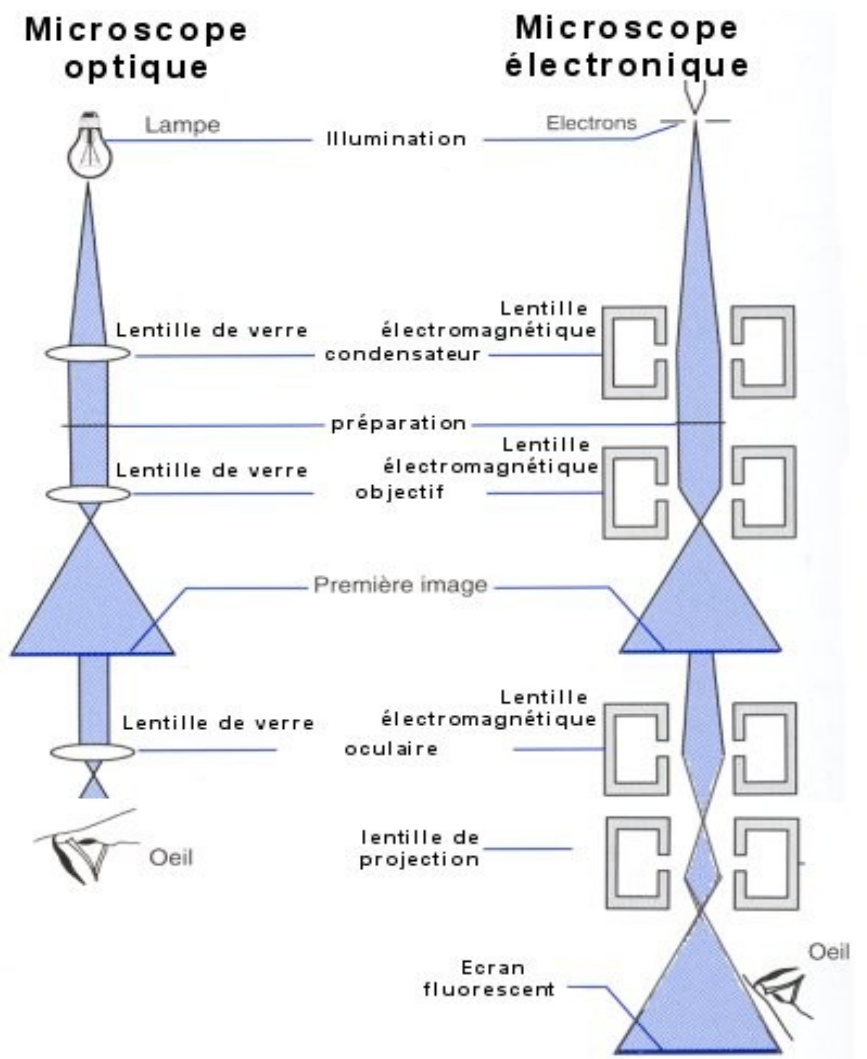 Microscope
optique
Microscope
électronique
Lampe
Illumination
Electrons
Lentille de verre
Lentille
électromagnétique
condensateur
préparation
Lentille de verre
Lentille
électromagnétique
objectif
Première image
Lentille de verre
Lentille
électromagnétique
oculaire
lentille de
projection
Oeil
Ecran
fluorescent
Oeil